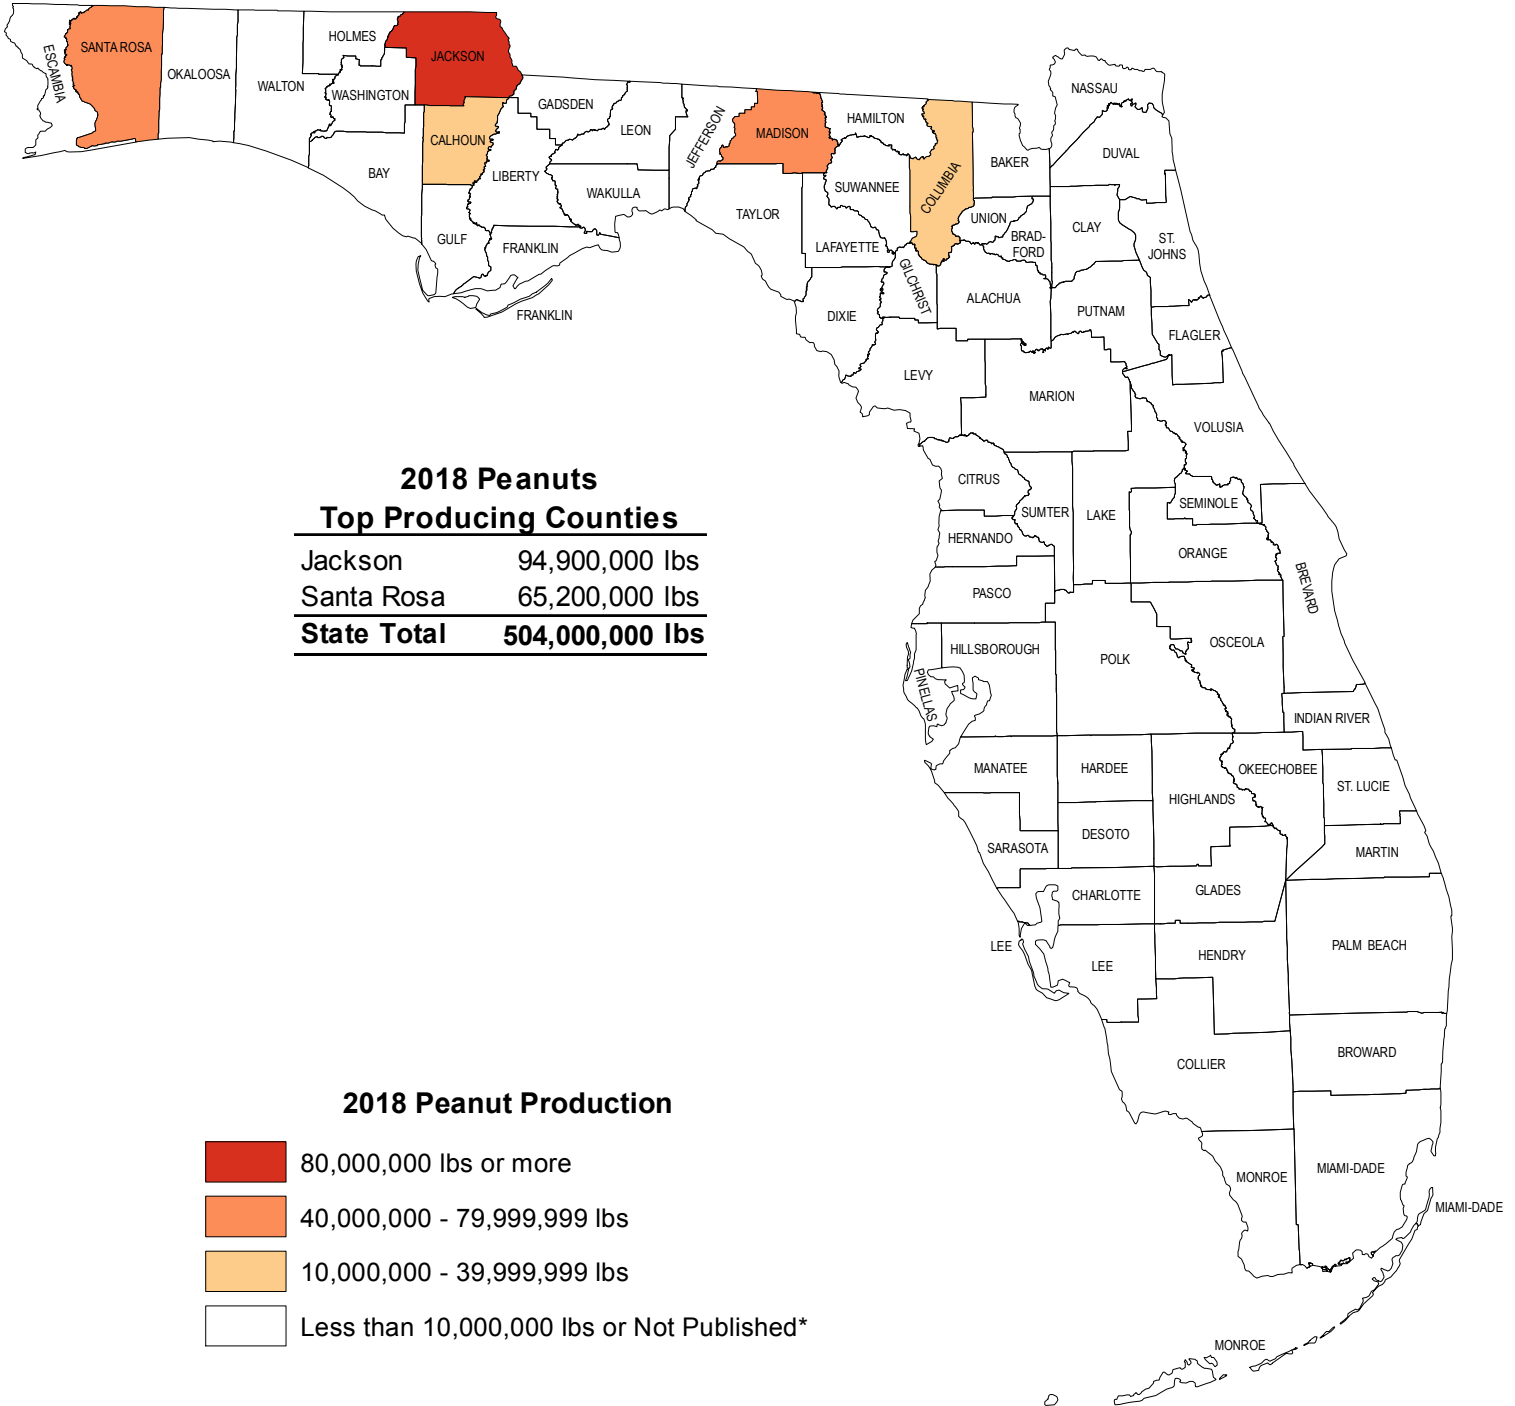 HOLMES
SANTA ROSA
JACKSON
ESCAMBIA
OKALOOSA
WALTON
WASHINGTON
NASSAU
GADSDEN
HAMILTON
LEON
MADISON
JEFFERSON
CALHOUN
DUVAL
BAKER
BAY
LIBERTY
SUWANNEE
COLUMBIA
WAKULLA
TAYLOR
UNION
CLAY
GULF
FRANKLIN
LAFAYETTE
BRAD-
FORD
ST.
JOHNS
GILCHRIST
ALACHUA
FRANKLIN
DIXIE
PUTNAM
FLAGLER
LEVY
MARION
VOLUSIA
2018 Peanuts
Top Producing Counties
Jackson 94,900,000 lbs
Santa Rosa 65,200,000 lbs
State Total 504,000,000 lbs
CITRUS
SUMTER
LAKE
SEMINOLE
HERNANDO
ORANGE
BREVARD
PASCO
HILLSBOROUGH
POLK
OSCEOLA
PINELLAS
INDIAN RIVER
MANATEE
HARDEE
OKEECHOBEE
HIGHLANDS
ST. LUCIE
DESOTO
SARASOTA
MARTIN
CHARLOTTE
GLADES
LEE
LEE
HENDRY
PALM BEACH
COLLIER
BROWARD
MONROE
MIAMI-DADE
MIAMI-DADE
MONROE
2018 Peanut Production
80,000,000 lbs or more
40,000,000 - 79,999,999 lbs
10,000,000 - 39,999,999 lbs
Less than 10,000,000 lbs or Not Published*